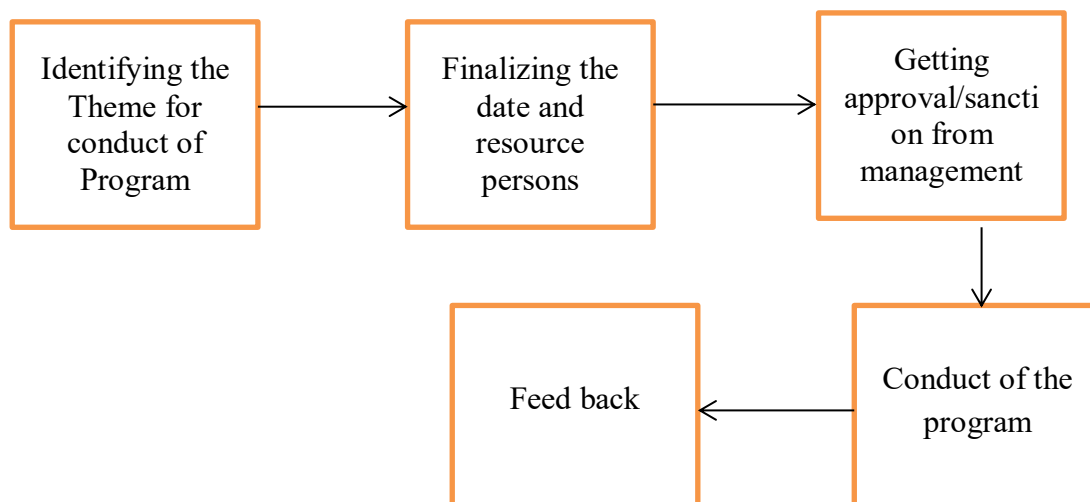 Identifying the
Theme for
conduct of
Program
Finalizing the
date and
resource
persons
Getting
approval/sancti
on from
management
Conduct of the
program
Feed back